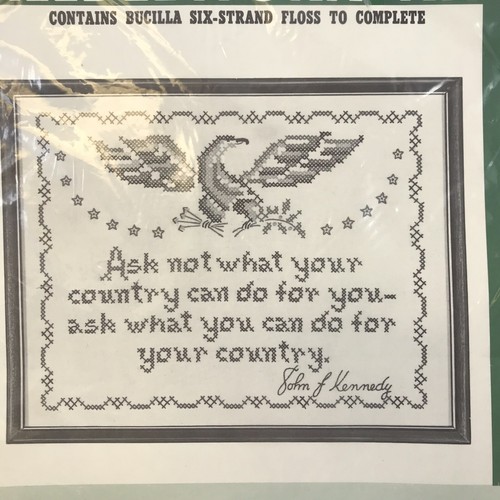 CONTAINS BUCILLA SIX-STRAND FLOSS TO COMPLETE
Ask not what your
country can do for you–
ask what you can do for
your country.
John F Kennedy